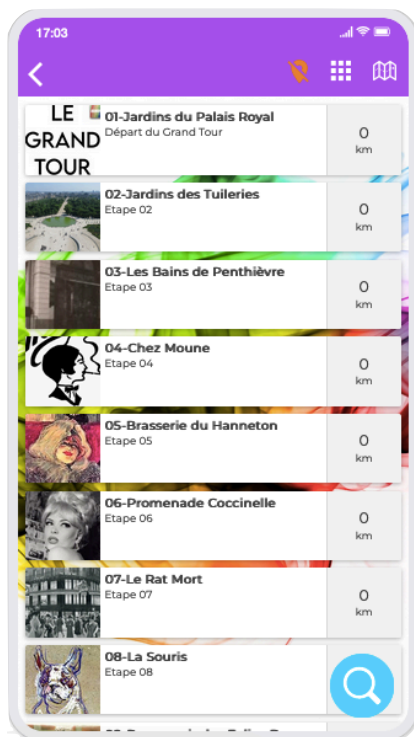 17:03
LE
GRAND
TOUR
01-Jardins du Palais Royal
Départ du Grand Tour
0
km
02-Jardins des Tuileries
Etape 02
0
km
03-Les Bains de Penthièvre
Etape 03
0
km
04-Chez Moune
Etape 04
0
km
05-Brasserie du Hanneton
Etape 05
0
km
06-Promenade Coccinelle
Etape 06
0
km
07-Le Rat Mort
Etape 07
0
km
08-La Souris
Etape 08